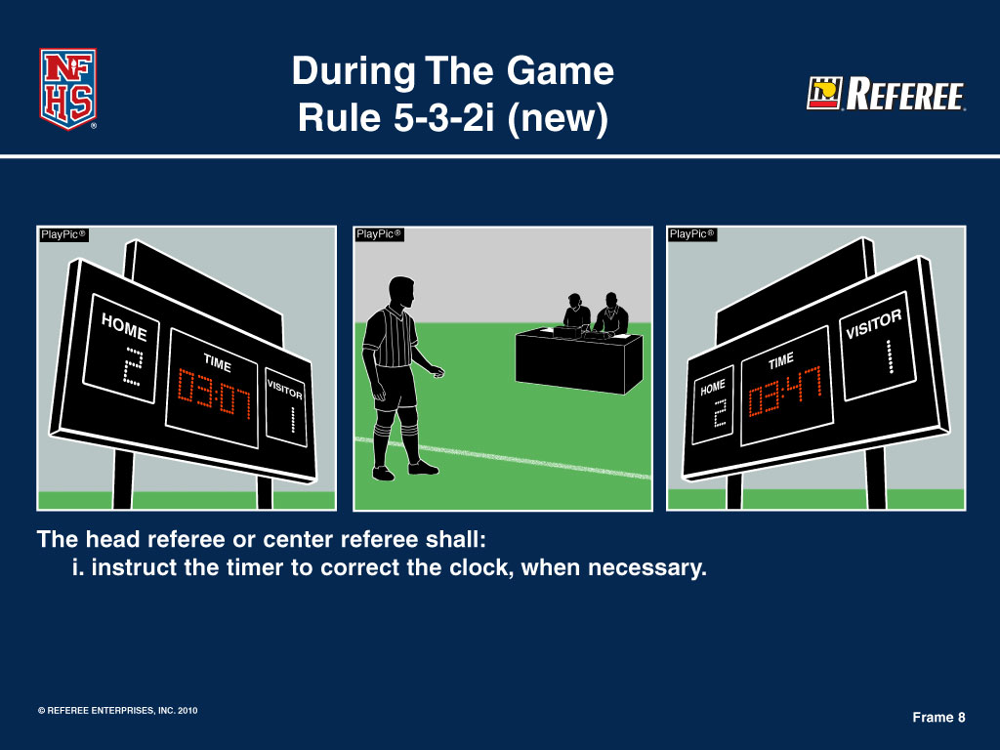 NF
HS
®
During The Game
Rule 5-3-2i (new)
REFEREE
PlayPic®
HOME
2
TIME
03:07
VISITOR
1
PlayPic®
PlayPic®
HOME
2
TIME
03:47
VISITOR
1
The head referee or center referee shall:
i. instruct the timer to correct the clock, when necessary.
© REFEREE ENTERPRISES, INC. 2010
Frame 8